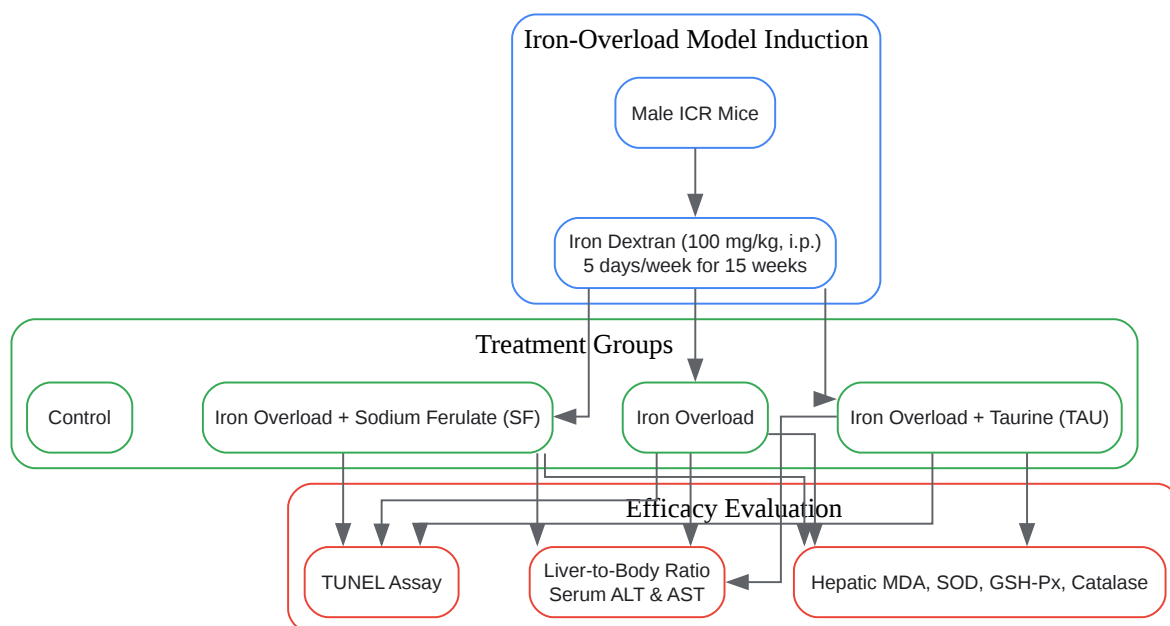 Iron-Overload Model Induction
Male ICR Mice
Iron Dextran (100 mg/kg, i.p.)
5 days/week for 15 weeks
Treatment Groups
Control
Iron Overload + Sodium Ferulate (SF)
Iron Overload
Iron Overload + Taurine (TAU)
Efficacy Evaluation
TUNEL Assay
Liver-to-Body Ratio
Serum ALT & AST
Hepatic MDA, SOD, GSH-Px, Catalase